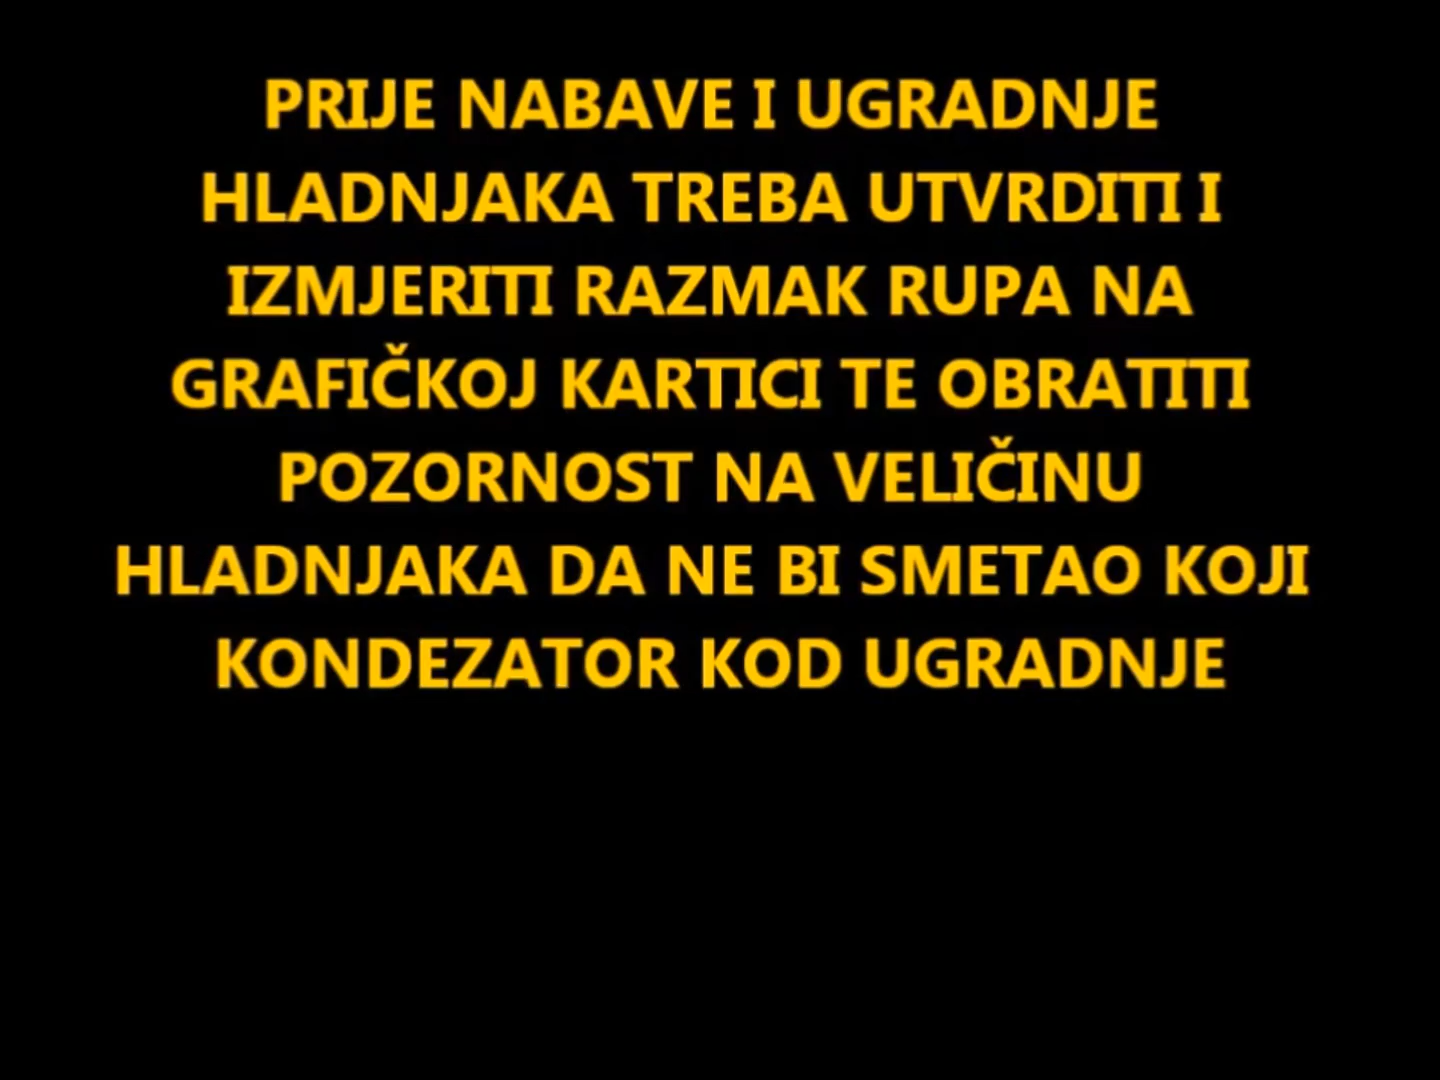 PRIJE NABAVE I UGRADNJE
HLADNJAKA TREBA UTVRDITI I
IZMJERITI RAZMAK RUPA NA
GRAFIČKOJ KARTICI TE OBRATITI
POZORNOST NA VELIČINU
HLADNJAKA DA NE BI SMETAO KOJI
KONDEZATOR KOD UGRADNJE